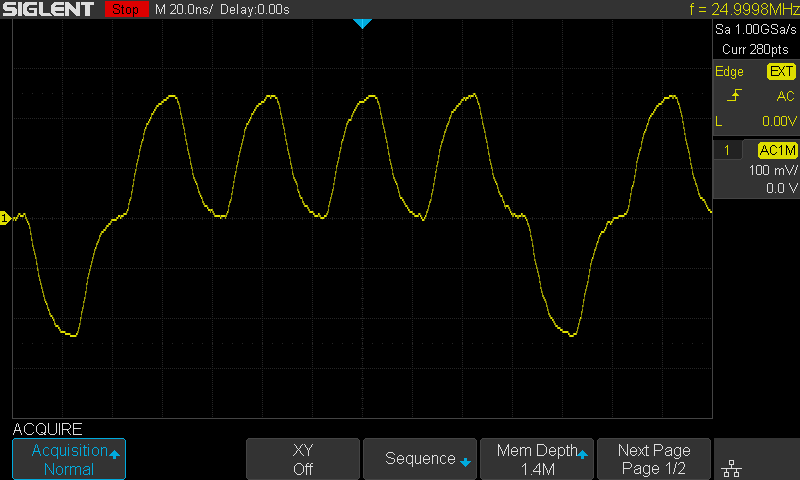 SIGLENT Stop M 20.0ns/ Delay:0.00s f = 24.9998MHz
Sa 1.00GSa/s
Curr 280pts
Edge EXT
AC
L 0.00V
1 AC1M
100 mV/
0.0 V
1
ACQUIRE
Acquisition
Normal
XY
Off
Sequence
Mem Depth
1.4M
Next Page
Page 1/2